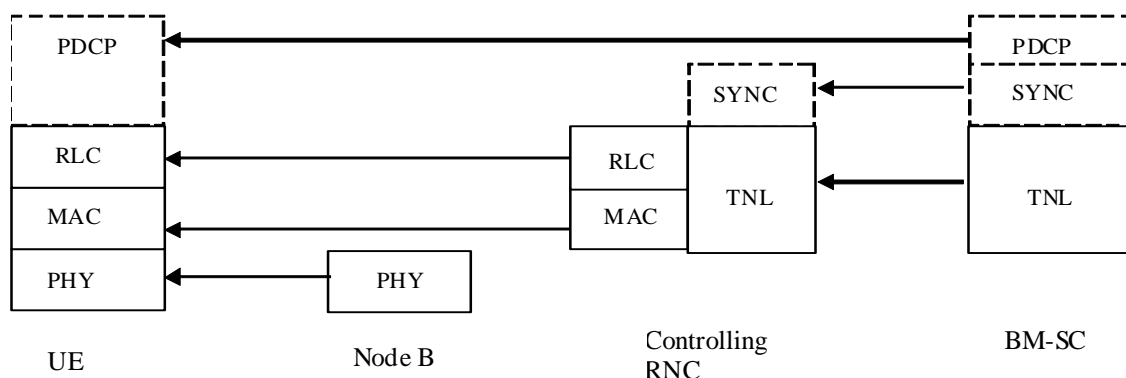 PDCP
PDCP
SYNC
SYNC
RLC
RLC
TNL
TNL
MAC
MAC
PHY
PHY
UE
Node B
Controlling
RNC
BM-SC